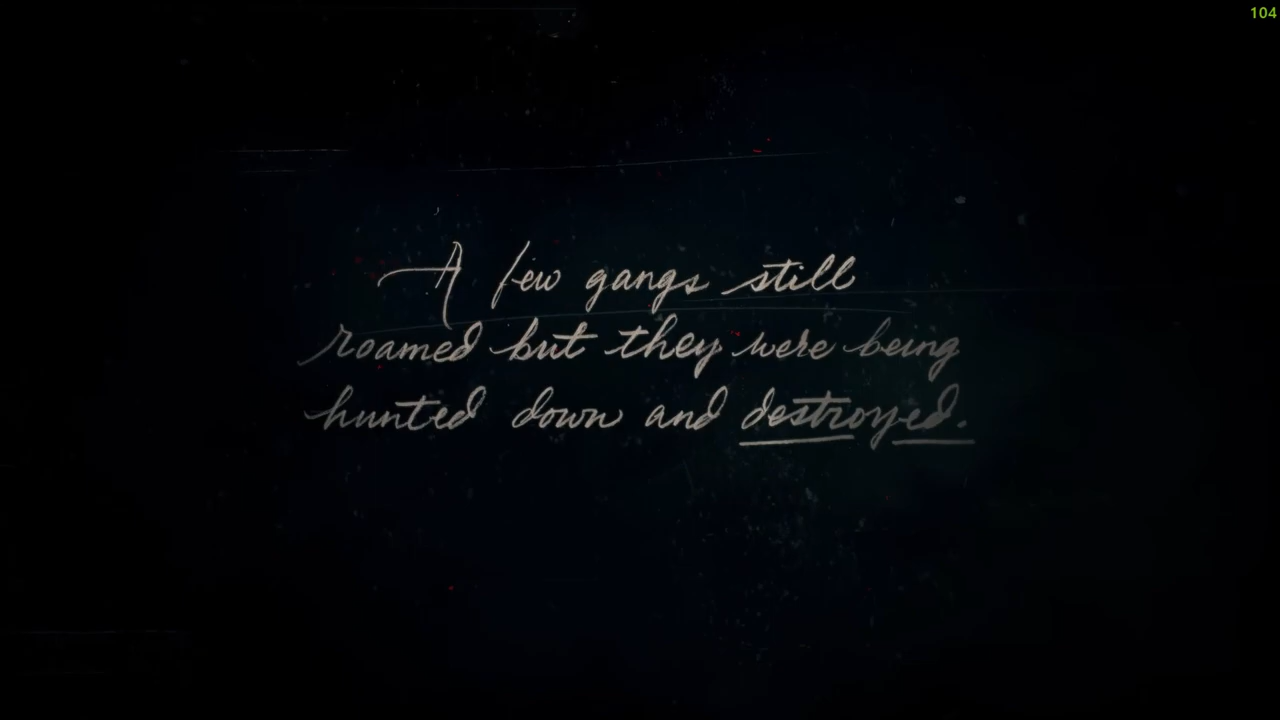 104
A few gangs still
roamed but they were being
hunted down and destroyed.